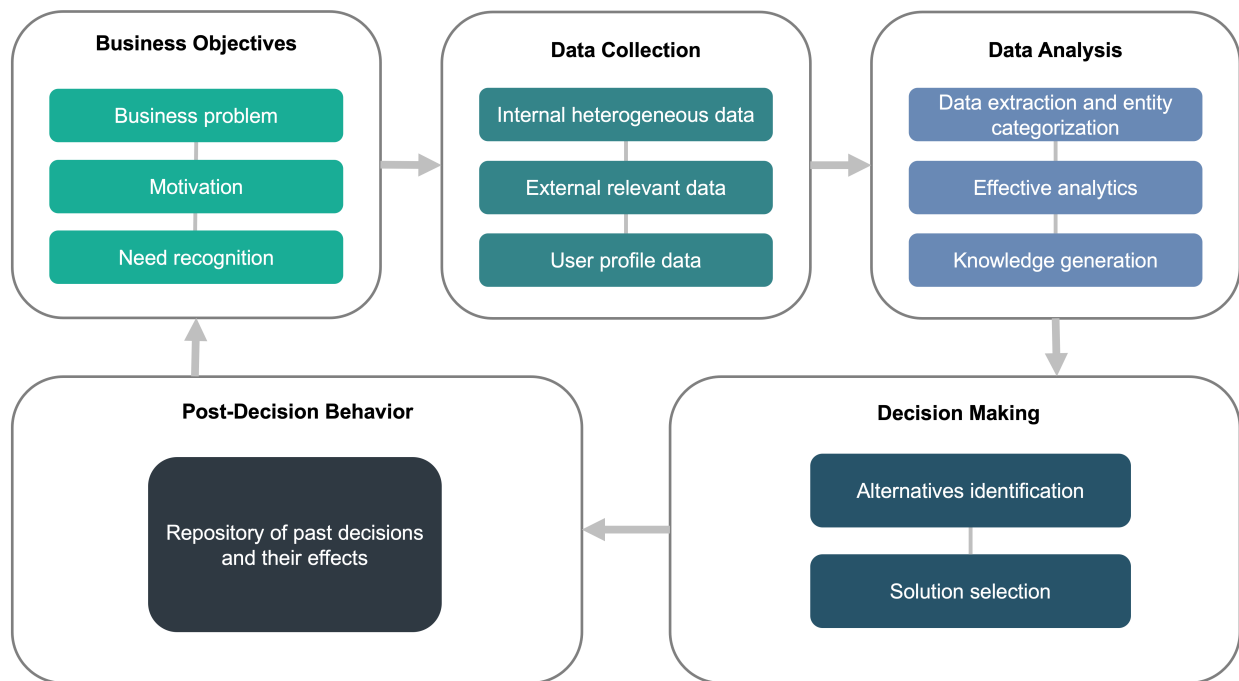 Business Objectives
Business problem
Motivation
Need recognition
Data Collection
Internal heterogeneous data
External relevant data
User profile data
Data Analysis
Data extraction and entity
categorization
Effective analytics
Knowledge generation
Post-Decision Behavior
Repository of past decisions
and their effects
Decision Making
Alternatives identification
Solution selection